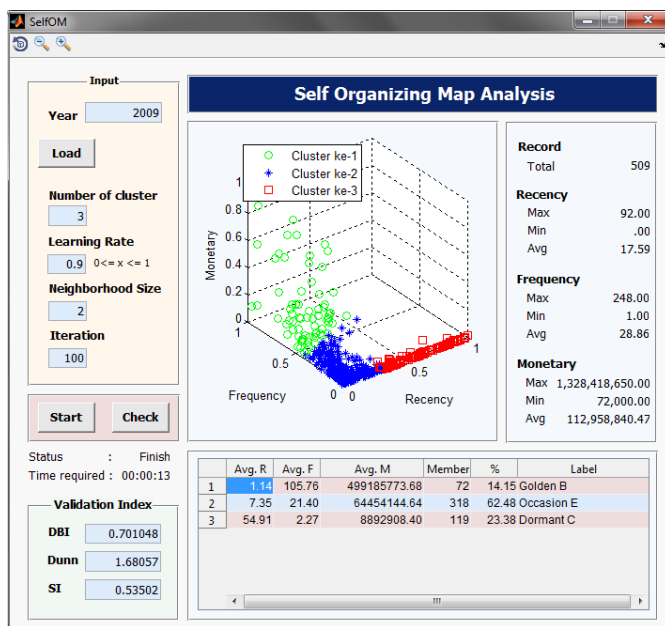 SelfOM
Input
Year 2009
Load
Number of cluster
3
Learning Rate
0.9 0<= x <= 1
Neighborhood Size
2
Iteration
100
Start Check
Status : Finish
Time required : 00:00:13
Validation Index
DBI 0.701048
Dunn 1.68057
SI 0.53502
Self Organizing Map Analysis
Cluster ke-1
Cluster ke-2
Cluster ke-3
1
0.8
0.6
0.4
0.2
0
Monetary
1
0.5
0
Frequency
0
0.5
1
Recency
Record
Total 509
Recency
Max 92.00
Min .00
Avg 17.59
Frequency
Max 248.00
Min 1.00
Avg 28.86
Monetary
Max 1,328,418,650.00
Min 72,000.00
Avg 112,958,840.47
Avg. R Avg. F Avg. M Member % Label
1 1.14 105.76 499185773.68 72 14.15 Golden B
2 7.35 21.40 64454144.64 318 62.48 Occasion E
3 54.91 2.27 8892908.40 119 23.38 Dormant C